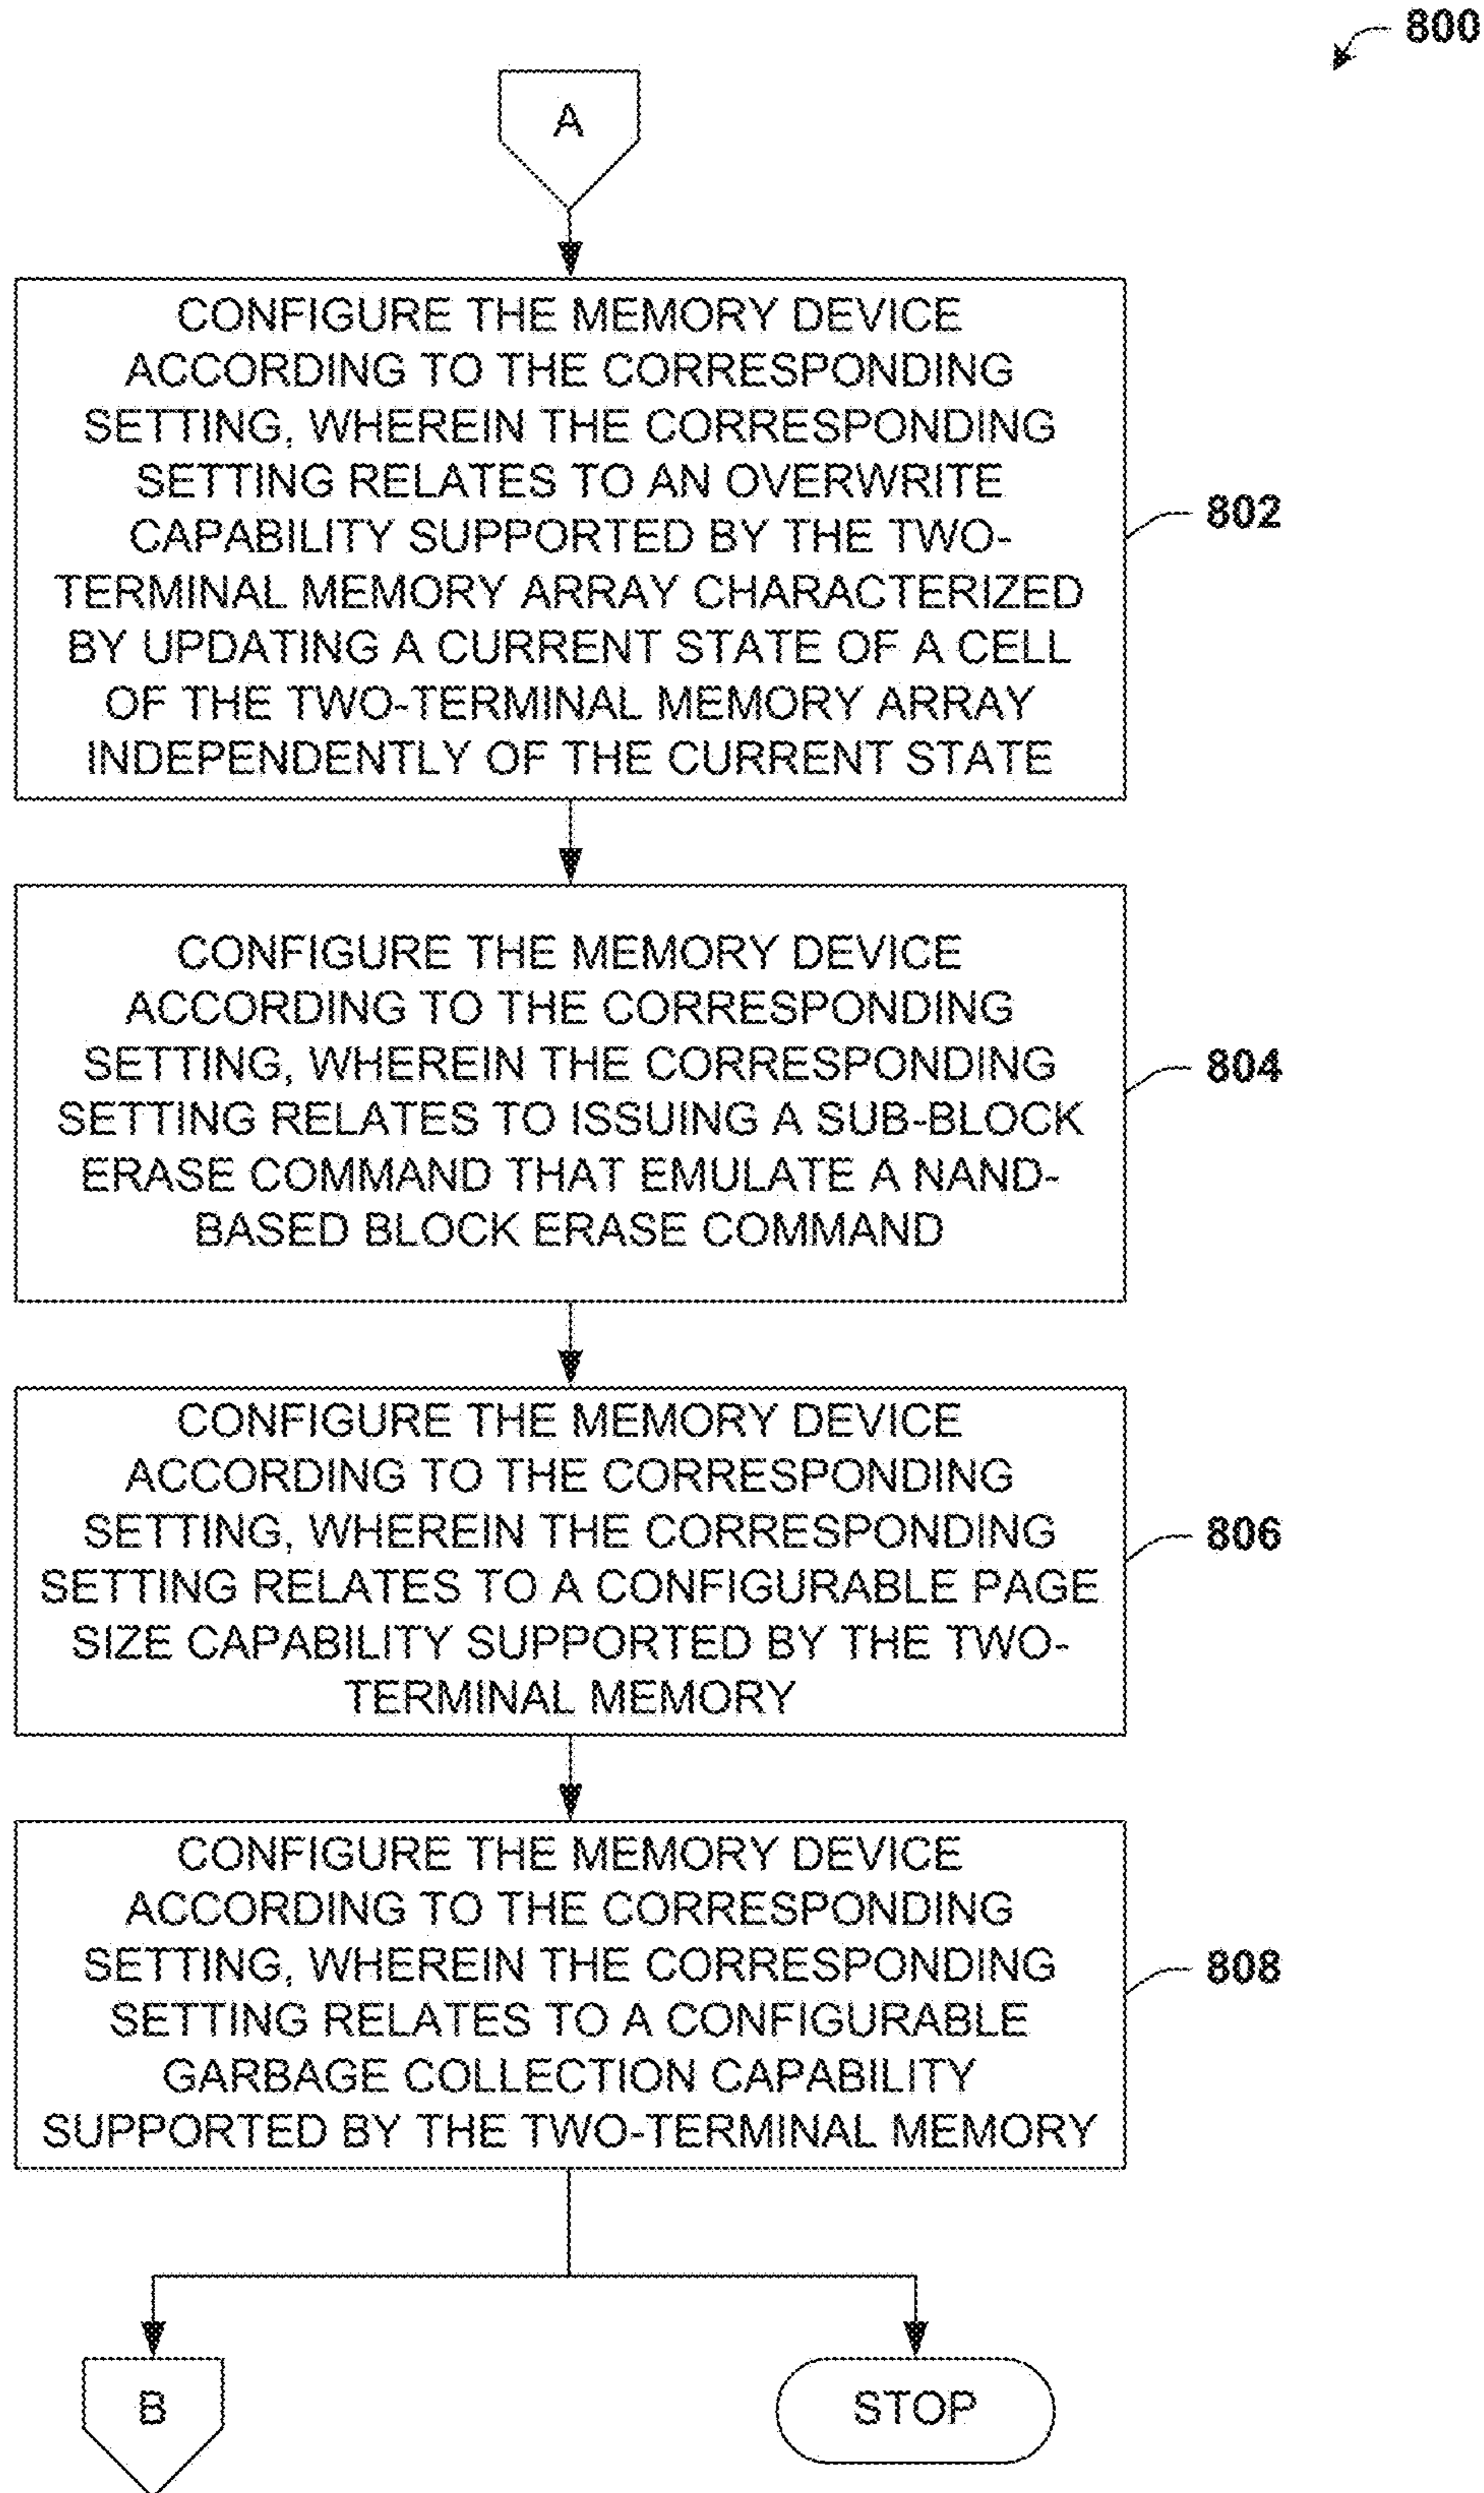 800
A
CONFIGURE THE MEMORY DEVICE
ACCORDING TO THE CORRESPONDING
SETTING, WHEREIN THE CORRESPONDING
SETTING RELATES TO AN OVERWRITE
CAPABILITY SUPPORTED BY THE TWO-
TERMINAL MEMORY ARRAY CHARACTERIZED
BY UPDATING A CURRENT STATE OF A CELL
OF THE TWO-TERMINAL MEMORY ARRAY
INDEPENDENTLY OF THE CURRENT STATE
802
CONFIGURE THE MEMORY DEVICE
ACCORDING TO THE CORRESPONDING
SETTING, WHEREIN THE CORRESPONDING
SETTING RELATES TO ISSUING A SUB-BLOCK
ERASE COMMAND THAT EMULATE A NAND-
BASED BLOCK ERASE COMMAND
804
CONFIGURE THE MEMORY DEVICE
ACCORDING TO THE CORRESPONDING
SETTING, WHEREIN THE CORRESPONDING
SETTING RELATES TO A CONFIGURABLE PAGE
SIZE CAPABILITY SUPPORTED BY THE TWO-
TERMINAL MEMORY
806
CONFIGURE THE MEMORY DEVICE
ACCORDING TO THE CORRESPONDING
SETTING, WHEREIN THE CORRESPONDING
SETTING RELATES TO A CONFIGURABLE
GARBAGE COLLECTION CAPABILITY
SUPPORTED BY THE TWO-TERMINAL MEMORY
808
B
STOP